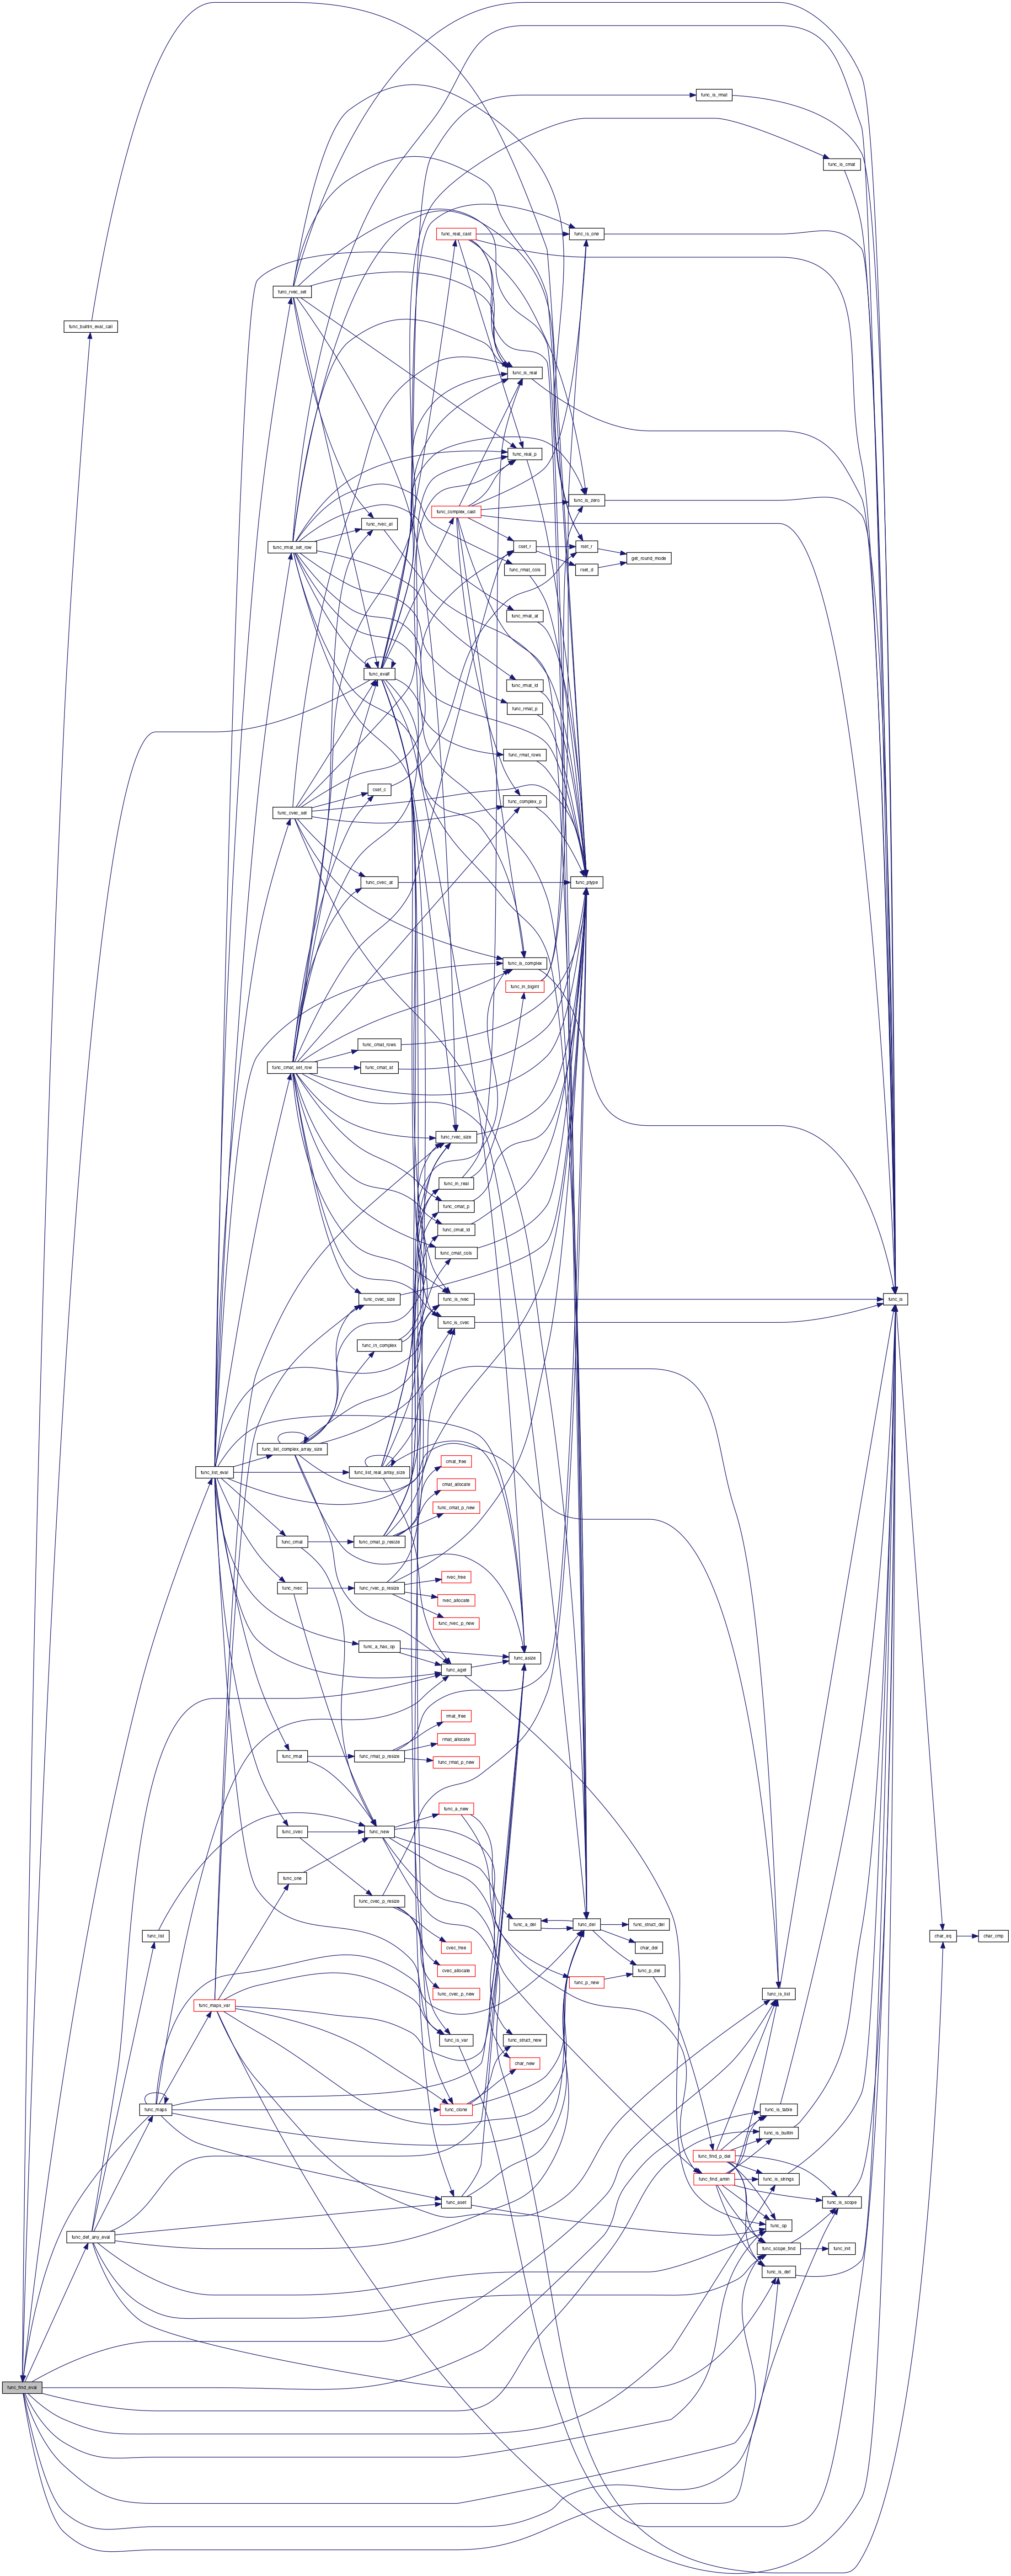 func_is_rmat
func_is_cmat
func_real_cast
func_is_one
func_rvec_set
func_builtin_eval_call
func_is_real
func_real_p
func_is_zero
func_complex_cast
func_rvec_at
func_rmat_set_row
cset_r
rset_r
get_round_mode
func_rmat_cols
rset_d
func_rmat_at
func_eval
func_rmat_id
func_rmat_p
func_rmat_rows
cset_c
func_complex_p
func_cvec_set
func_cvec_at
func_ptype
func_is_complex
func_in_bigint
func_cmat_rows
func_cmat_set_row
func_cmat_at
func_rvec_size
func_in_real
func_cmat_p
func_cmat_id
func_cmat_cols
func_cvec_size
func_is_rvec
func_is
func_is_cvec
func_in_complex
func_list_complex_array_size
cmat_free
func_list_eval
func_list_real_array_size
cmat_allocate
func_cmat_p_new
func_cmat
func_cmat_p_resize
rvec_free
func_rvec
func_rvec_p_resize
rvec_allocate
func_rvec_p_new
func_a_has_op
func_asize
func_aget
rmat_free
rmat_allocate
func_rmat
func_rmat_p_resize
func_rmat_p_new
func_a_new
func_cvec
func_new
func_one
func_cvec_p_resize
func_a_del
func_del
func_struct_del
func_list
char_eq
char_cmp
char_del
cvec_free
cvec_allocate
func_p_new
func_p_del
func_cvec_p_new
func_is_list
func_maps_var
func_is_var
func_struct_new
char_new
func_maps
func_clone
func_is_table
func_is_builtin
func_find_p_del
func_find_amin
func_is_strings
func_aset
func_is_scope
func_op
func_def_any_eval
func_scope_find
func_init
func_is_def
func_find_eval